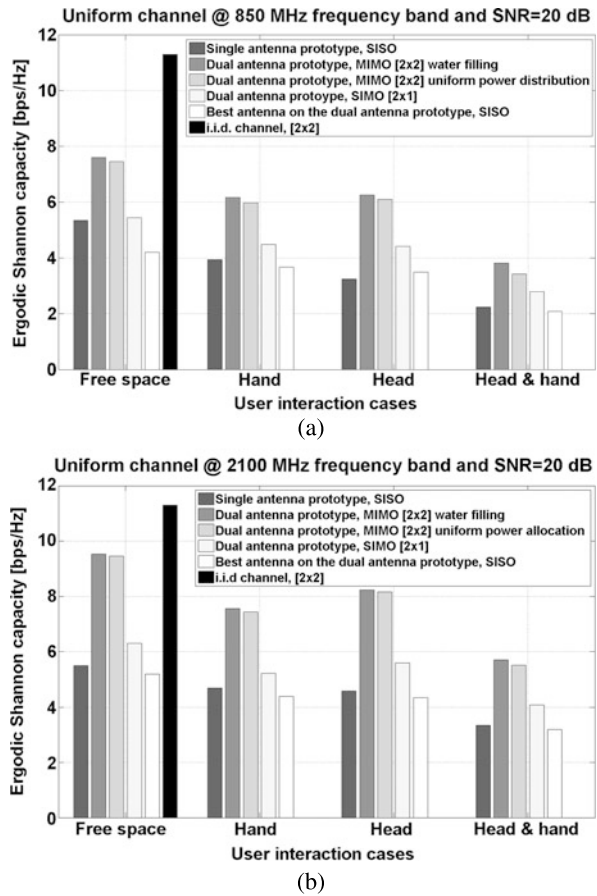 Uniform channel @ 850 MHz frequency band and SNR=20 dB
Ergodic Shannon capacity [bps/Hz]
12
10
8
6
4
2
0
Single antenna prototype, SISO
Dual antenna prototype, MIMO [2x2] water filling
Dual antenna prototype, MIMO [2x2] uniform power distribution
Dual antenna protoype, SIMO [2x1]
Best antenna on the dual antenna prototype, SISO
i.i.d. channel, [2x2]
Free space Hand Head Head & hand
User interaction cases
(a)
Uniform channel @ 2100 MHz frequency band and SNR=20 dB
Ergodic Shannon capacity [bps/Hz]
12
10
8
6
4
2
0
Single antenna prototype, SISO
Dual antenna prototype, MIMO [2x2] water filling
Dual antenna prototype, MIMO [2x2] uniform power allocation
Dual antenna prototype, SIMO [2x1]
Best antenna on the dual antenna prototype, SISO
i.i.d channel, [2x2]
Free space Hand Head Head & hand
User interaction cases
(b)